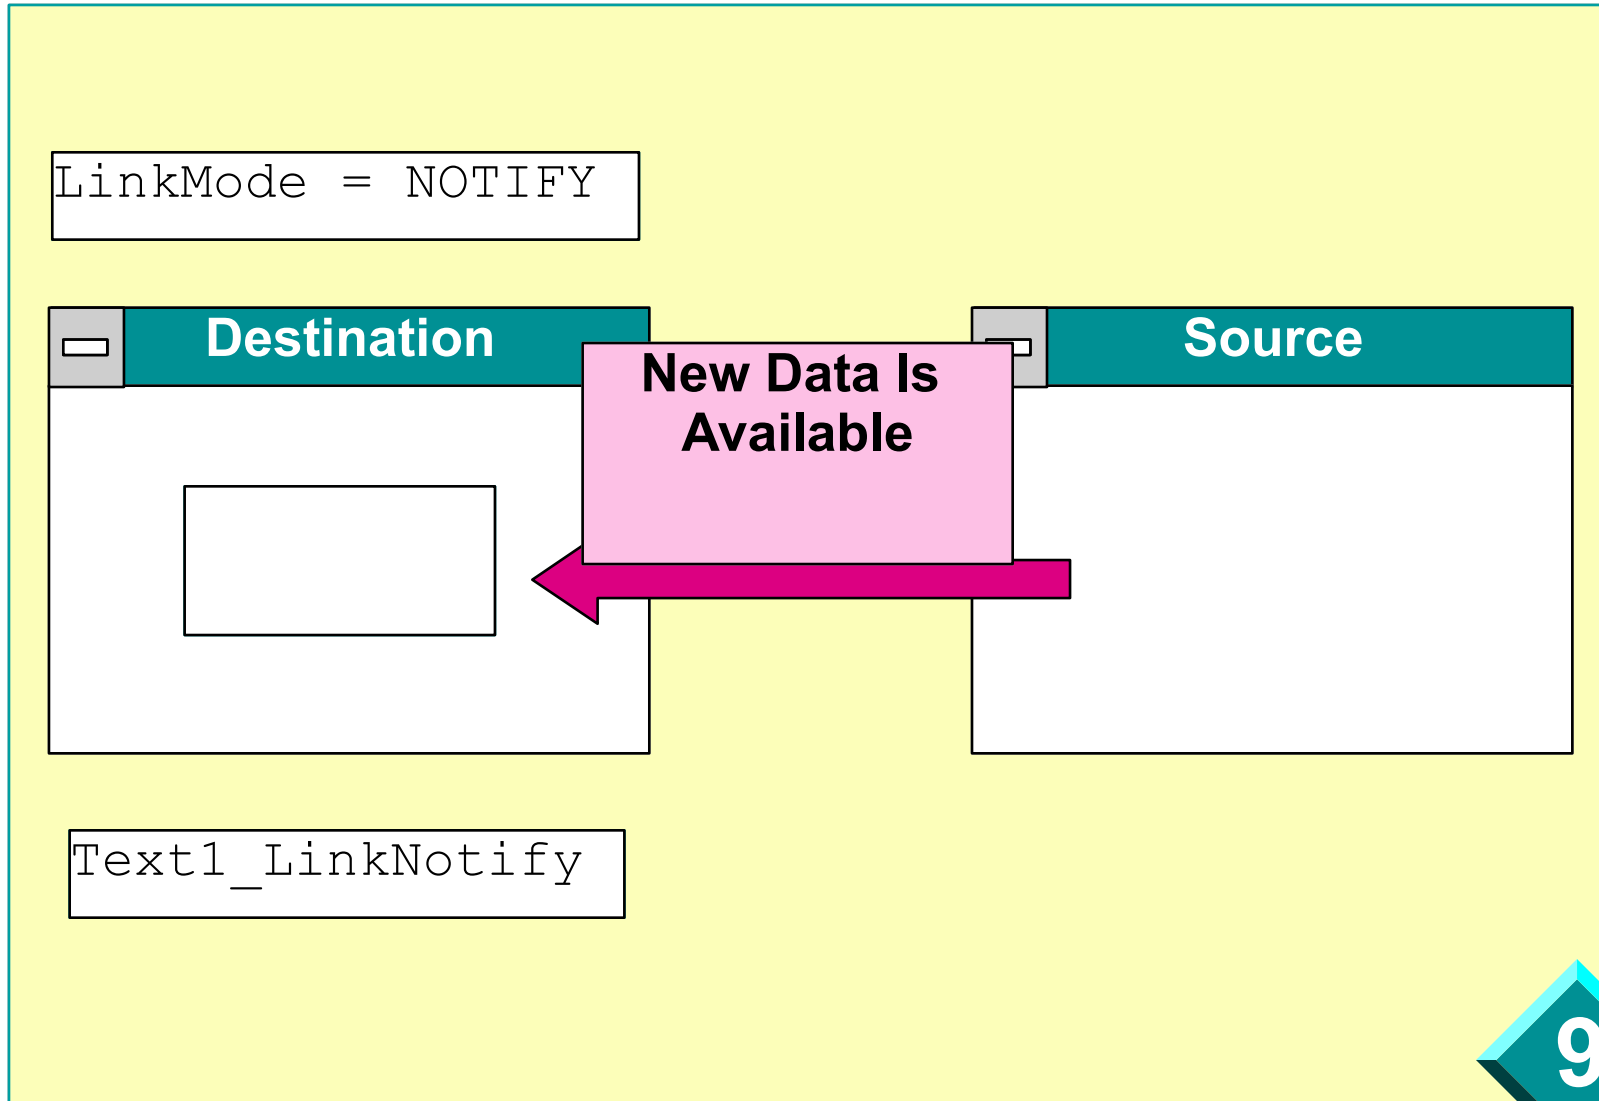 LinkMode = NOTIFY
Destination
Source
New Data Is
Available
Text1_LinkNotify
9